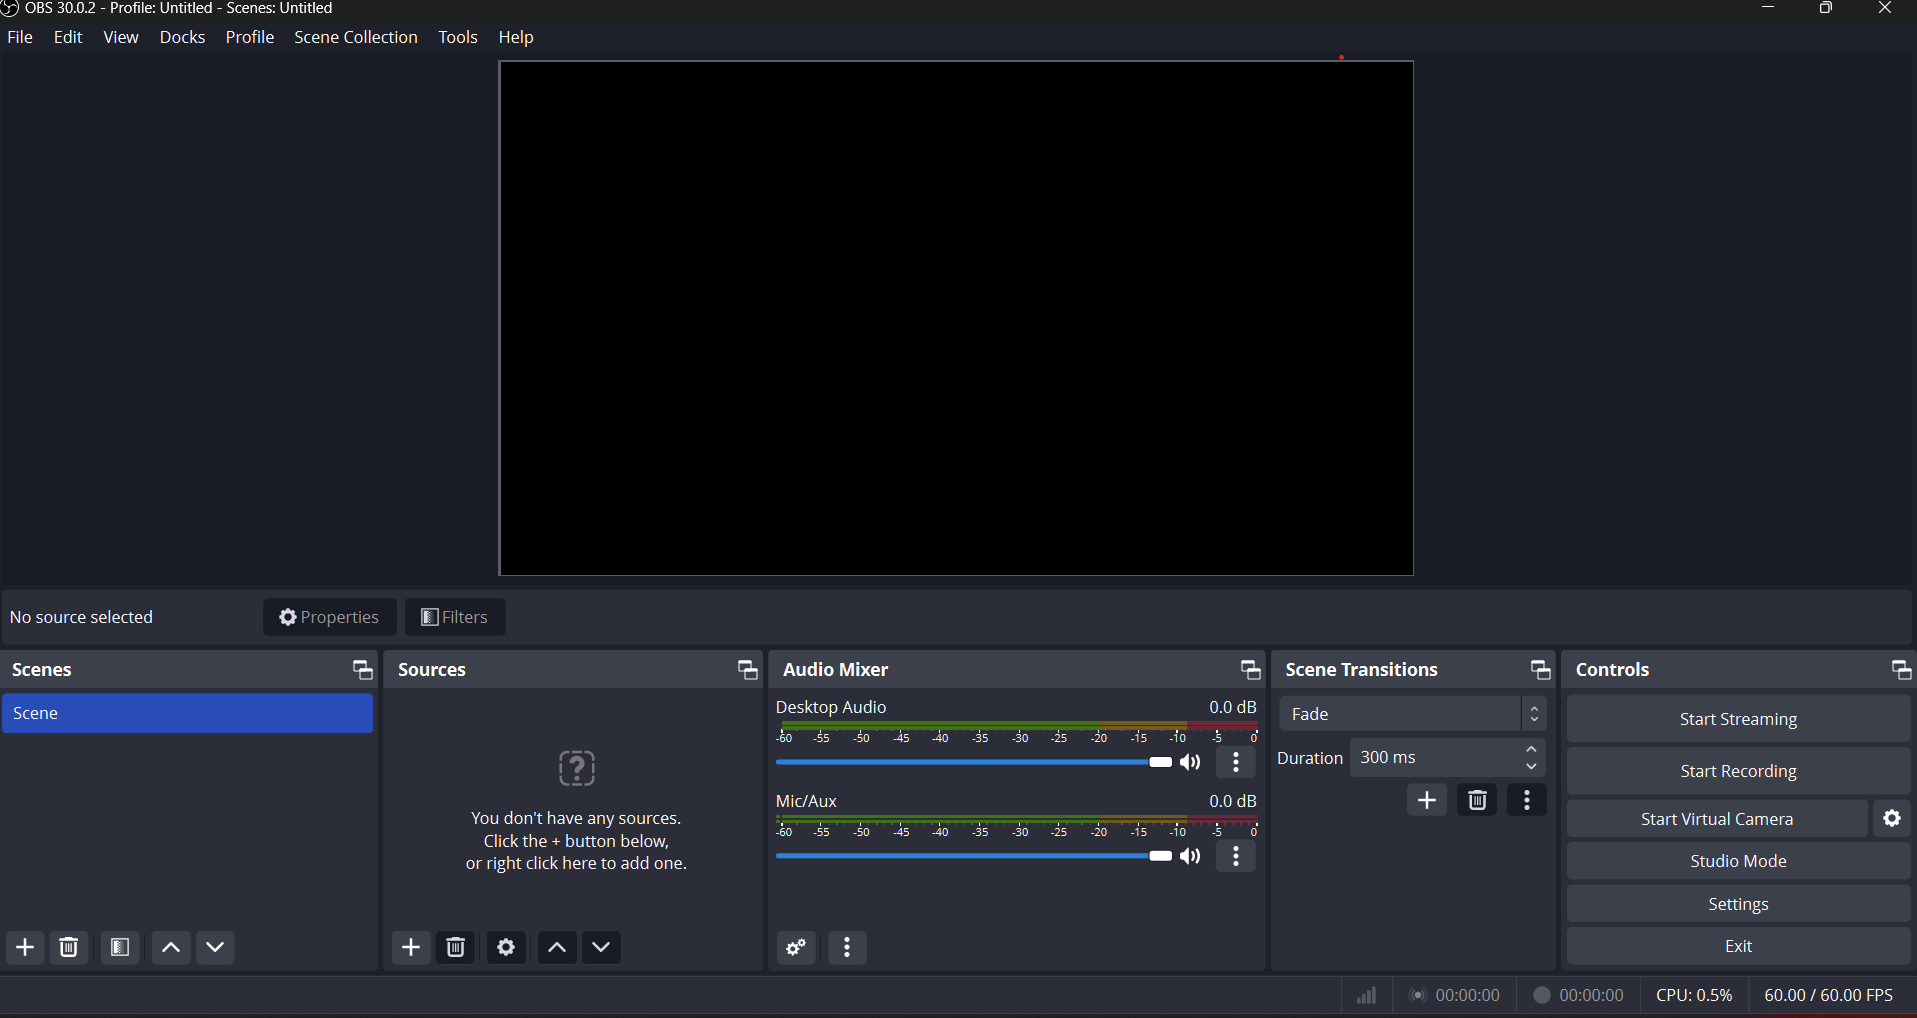 OBS 30.0.2 - Profile: Untitled - Scenes: Untitled
File Edit View Docks Profile Scene Collection Tools Help
No source selected
Properties
Filters
Scenes
Scene
Sources
You don't have any sources.
Click the + button below,
or right click here to add one.
Audio Mixer
Desktop Audio 0.0 dB
-60 -55 -50 -45 -40 -35 -30 -25 -20 -15 -10 -5 0
Mic/Aux 0.0 dB
-60 -55 -50 -45 -40 -35 -30 -25 -20 -15 -10 -5 0
Scene Transitions
Fade
Duration 300 ms
Controls
Start Streaming
Start Recording
Start Virtual Camera
Studio Mode
Settings
Exit
00:00:00 00:00:00 CPU: 0.5% 60.00 / 60.00 FPS